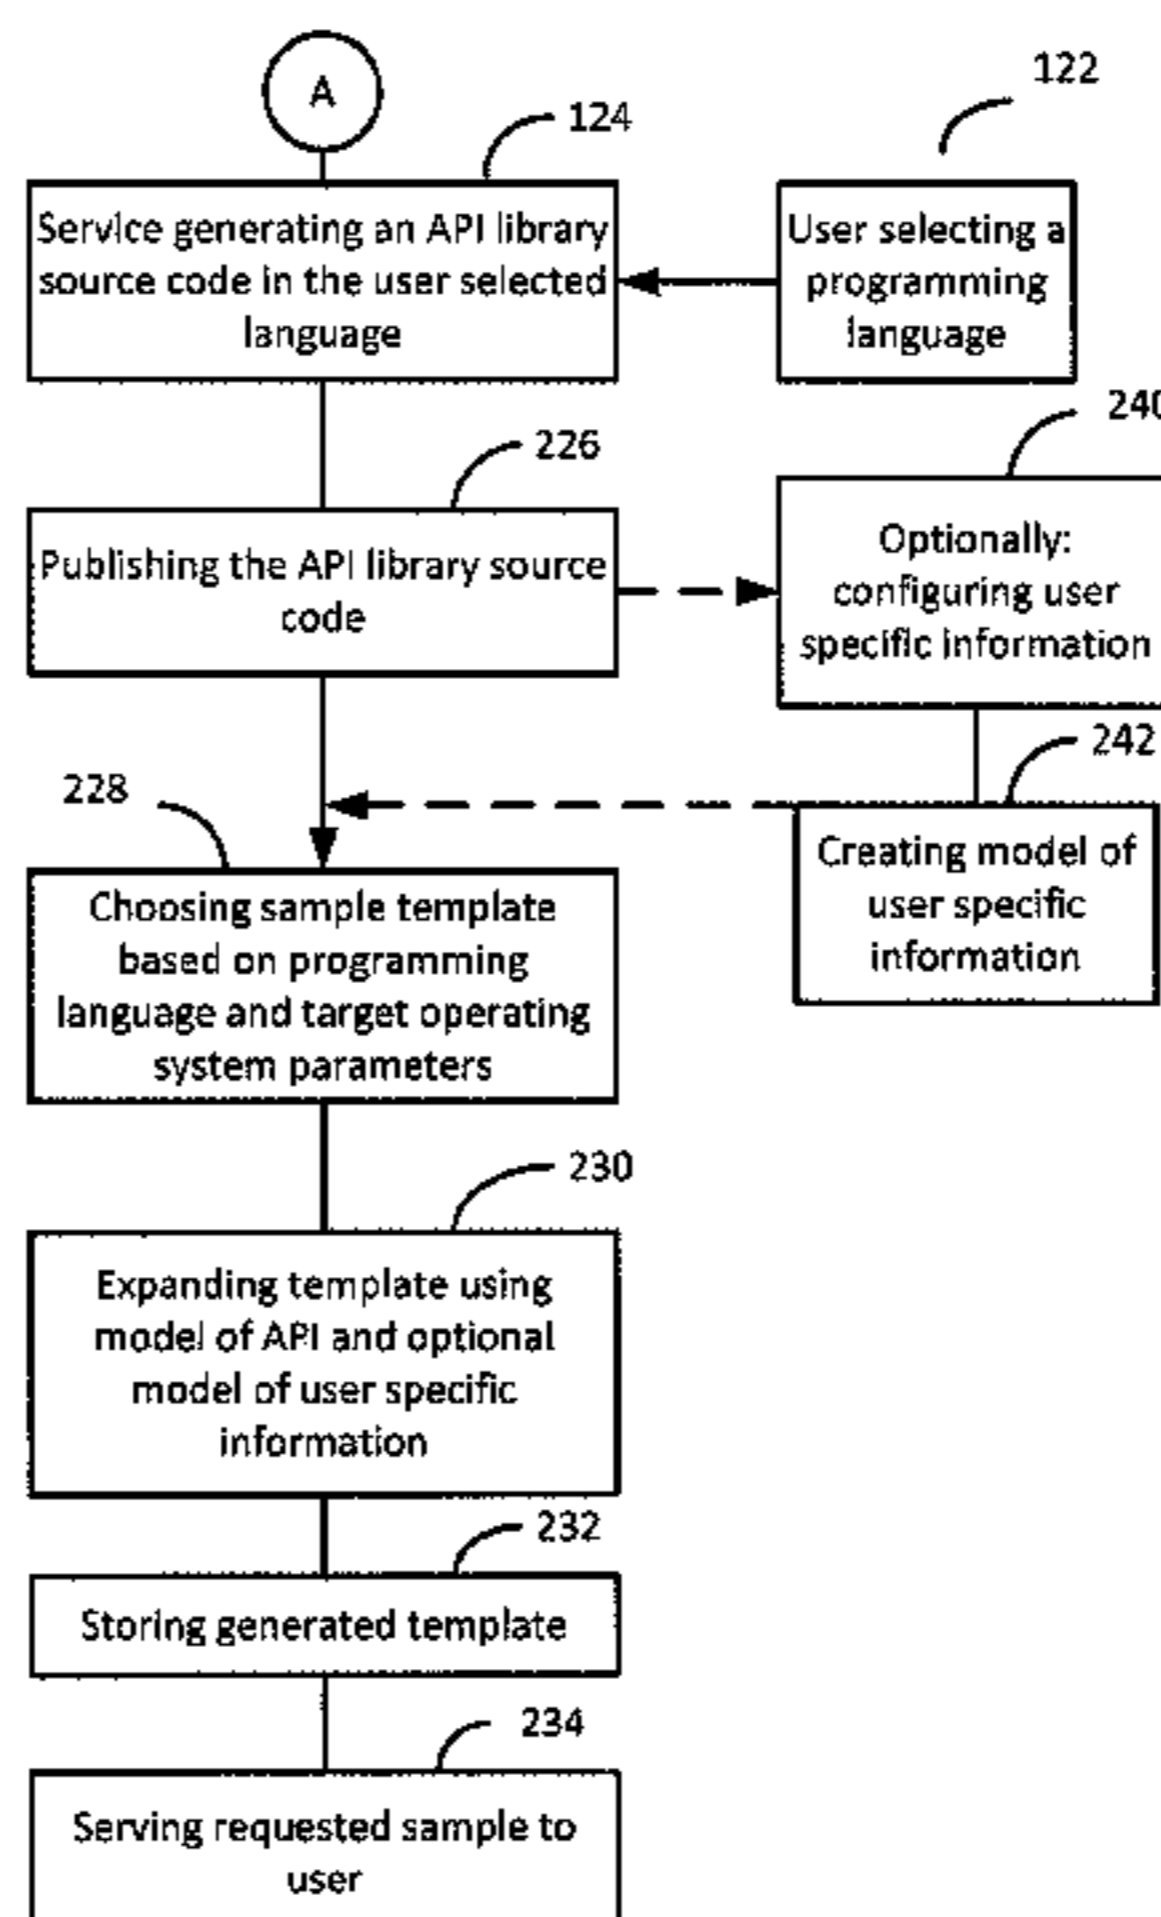 A
124
122
Service generating an API library
source code in the user selected
language
User selecting a
programming
language
240
226
Publishing the API library source
code
Optionally:
configuring user
specific information
242
228
Creating model of
user specific
information
Choosing sample template
based on programming
language and target operating
system parameters
230
Expanding template using
model of API and optional
model of user specific
information
232
Storing generated template
234
Serving requested sample to
user